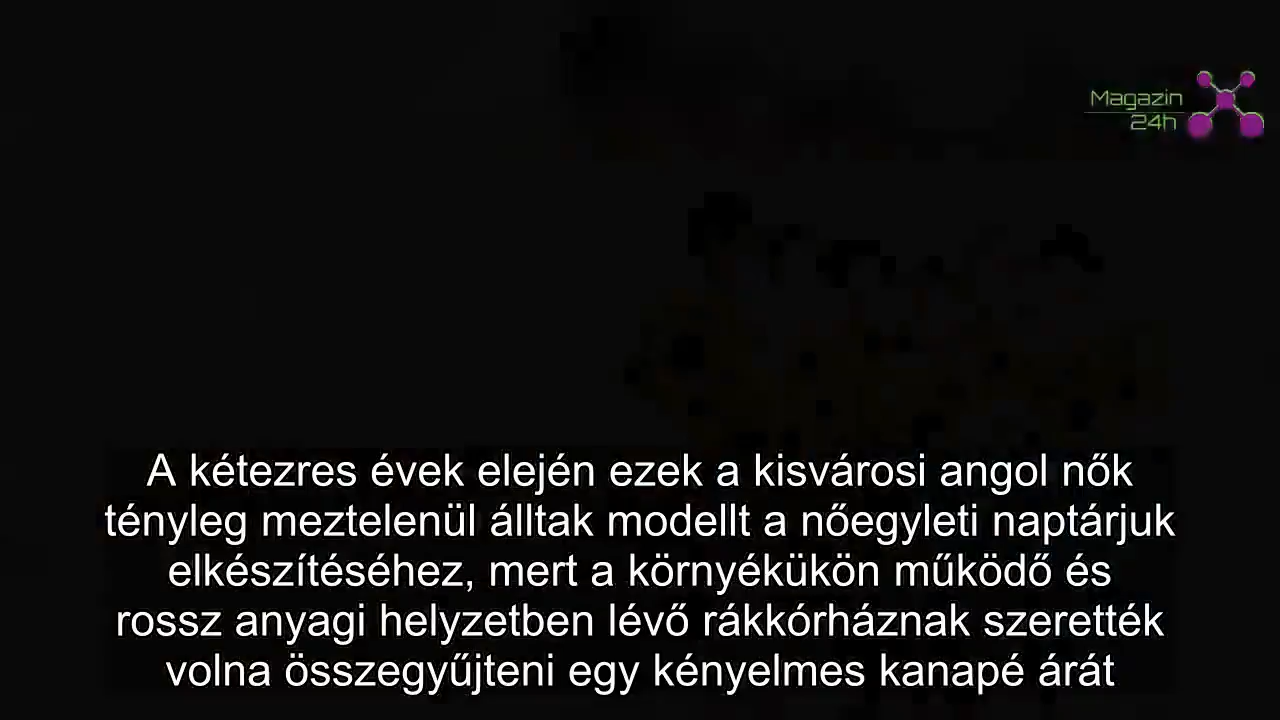 Magazin
24h
A kétezres évek elején ezek a kisvárosi angol nők
tényleg meztelenül álltak modellt a nőegyleti naptárjuk
elkészítéséhez, mert a környékükön működő és
rossz anyagi helyzetben lévő rákkórháznak szerették
volna összegyűjteni egy kényelmes kanapé árát